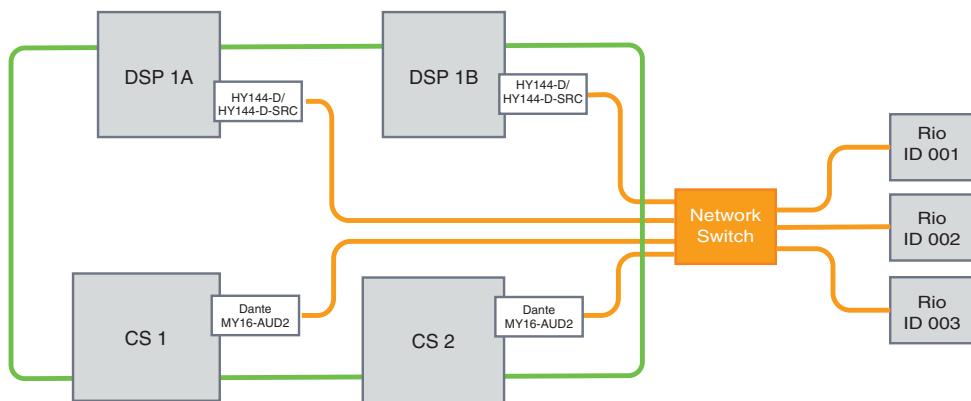 DSP 1A
HY144-D/
HY144-D-SRC
DSP 1B
HY144-D/
HY144-D-SRC
Rio
ID 001
Network
Switch
Rio
ID 002
Rio
ID 003
CS 1
Dante
MY16-AUD2
CS 2
Dante
MY16-AUD2